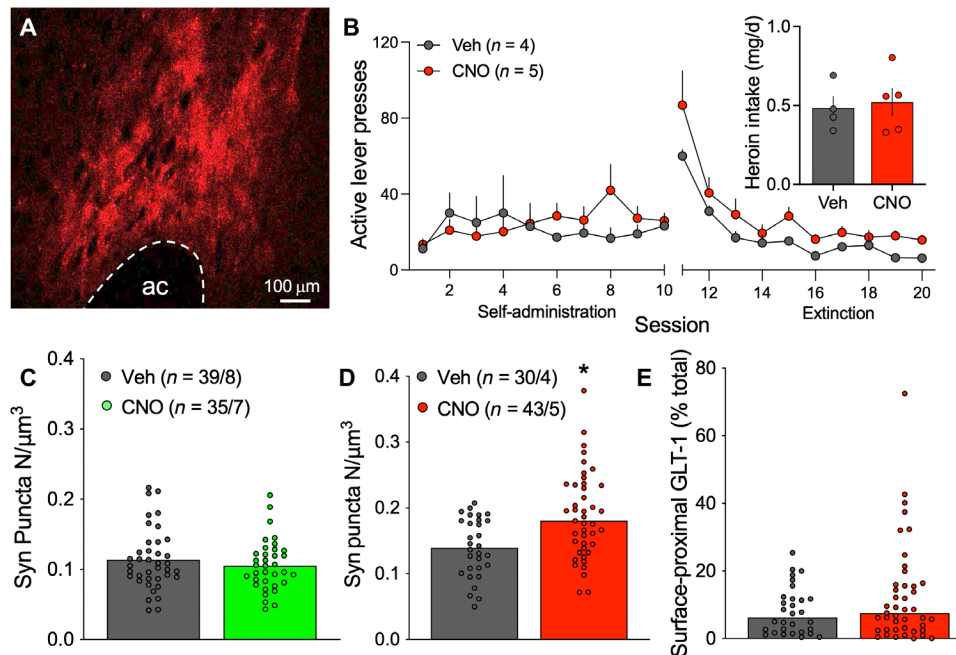 A
ac
100 μm
B
Veh (n = 4)
CNO (n = 5)
Active lever presses
120
80
40
0
2 4 6 8 10
Self-administration
12 14 16 18 20
Extinction
Session
Heroin intake (mg/d)
1.0
0.5
0.0
Veh CNO
C
Veh (n = 39/8)
CNO (n = 35/7)
Syn Puncta N/μm³
0.4
0.3
0.2
0.1
0.0
D
Veh (n = 30/4)
CNO (n = 43/5)
*
Syn puncta N/μm³
0.4
0.3
0.2
0.1
0.0
E
Surface-proximal GLT-1 (% total)
80
60
40
20
0